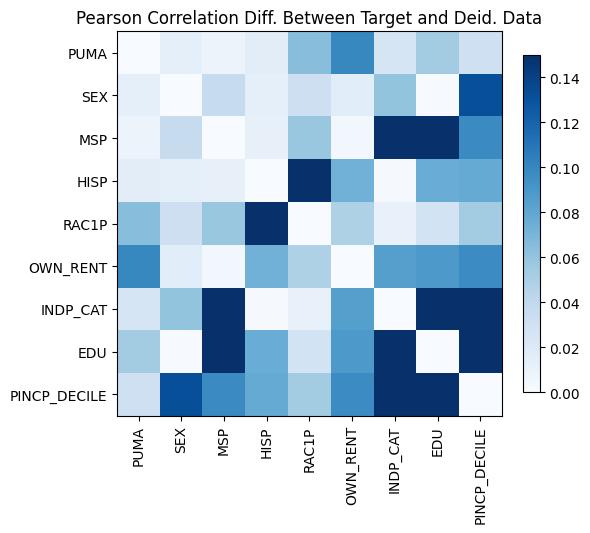 Pearson Correlation Diff. Between Target and Deid. Data
PUMA
SEX
MSP
HISP
RAC1P
OWN_RENT
INDP_CAT
EDU
PINCP_DECILE
PUMA
SEX
MSP
HISP
RAC1P
OWN_RENT
INDP_CAT
EDU
PINCP_DECILE
0.14
0.12
0.10
0.08
0.06
0.04
0.02
0.00